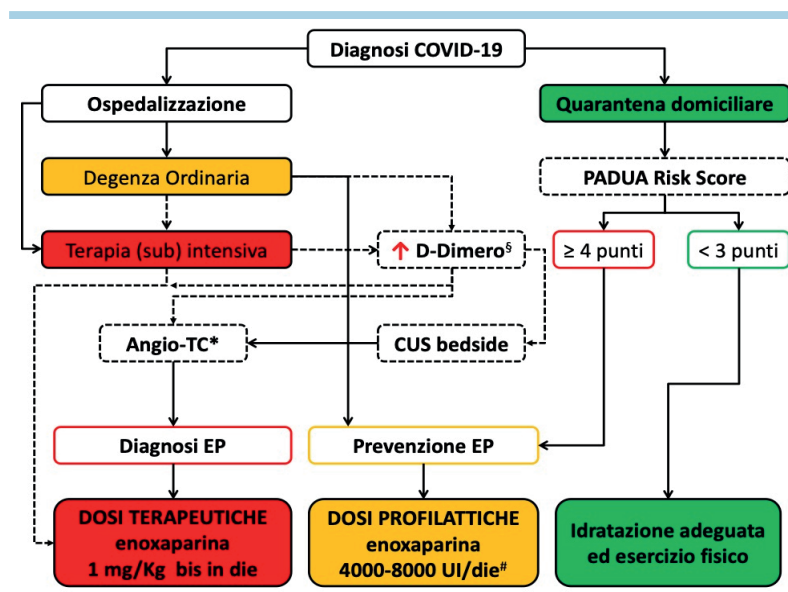 Diagnosi COVID-19
Ospedalizzazione
Quarantena domiciliare
Degenza Ordinaria
PADUA Risk Score
Terapia (sub) intensiva
↑ D-Dimero§
≥ 4 punti
< 3 punti
Angio-TC*
CUS bedside
Diagnosi EP
Prevenzione EP
DOSI TERAPEUTICHE
enoxaparina
1 mg/Kg bis in die
DOSI PROFILATTICHE
enoxaparina
4000-8000 UI/die#
Idratazione adeguata
ed esercizio fisico